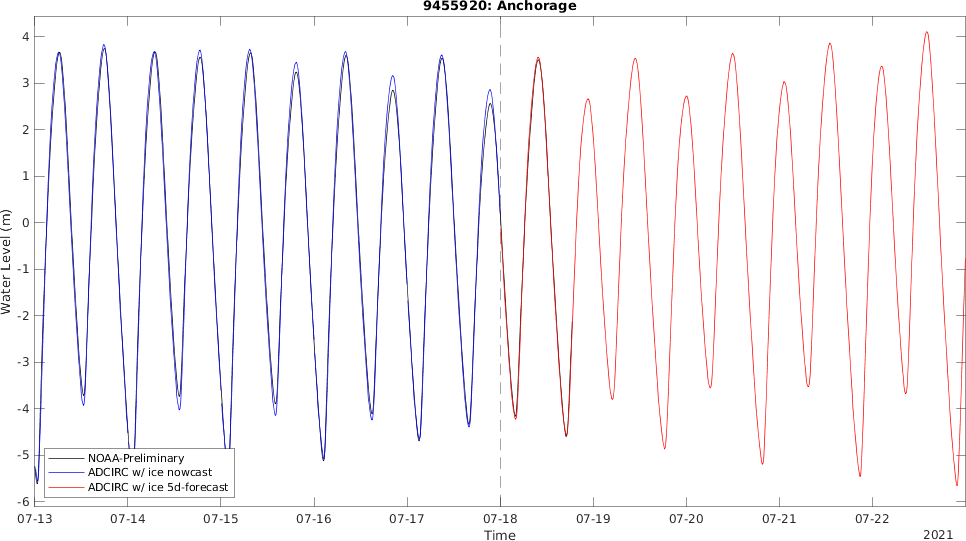 9455920: Anchorage
Water Level (m)
4
3
2
1
0
-1
-2
-3
-4
-5
-6
NOAA-Preliminary
ADCIRC w/ ice nowcast
ADCIRC w/ ice 5d-forecast
07-13 07-14 07-15 07-16 07-17 07-18 07-19 07-20 07-21 07-22
Time
2021